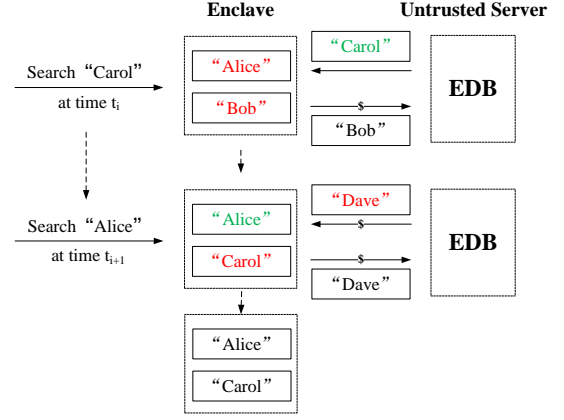 Enclave
Untrusted Server
Search “Carol”
at time tᵢ
“Alice”
“Bob”
“Carol”
$
“Bob”
EDB
Search “Alice”
at time tᵢ₊₁
“Alice”
“Carol”
“Dave”
$
$
“Dave”
EDB
“Alice”
“Carol”